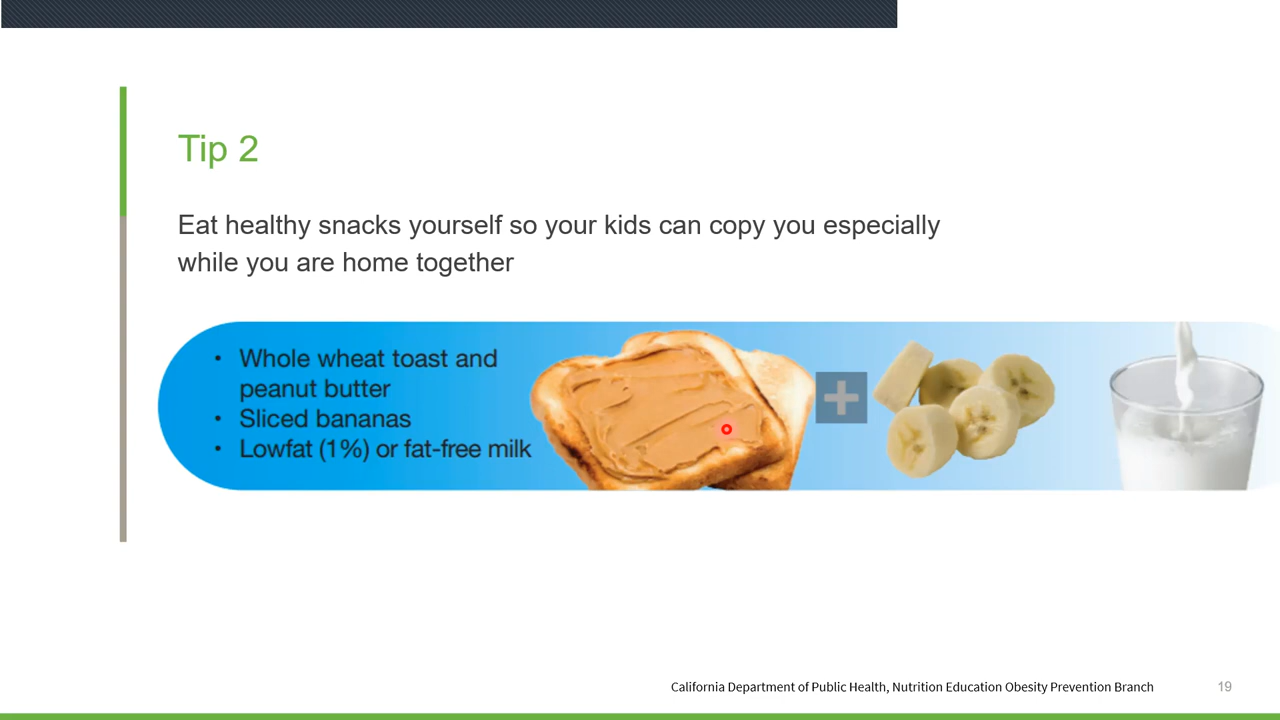 Tip 2
Eat healthy snacks yourself so your kids can copy you especially
while you are home together
• Whole wheat toast and
peanut butter
• Sliced bananas
• Lowfat (1%) or fat-free milk
California Department of Public Health, Nutrition Education Obesity Prevention Branch
19